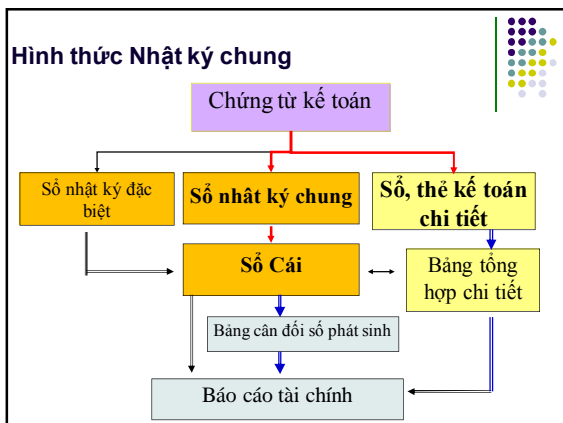 Hình thức Nhật ký chung
Chứng từ kế toán
Sổ nhật ký đặc
biệt
Sổ nhât ký chung
Sổ, thẻ kế toán
chi tiết
Sổ Cái
Bảng tổng
hợp chi tiết
Bảng cân đối số phát sinh
Báo cáo tài chính